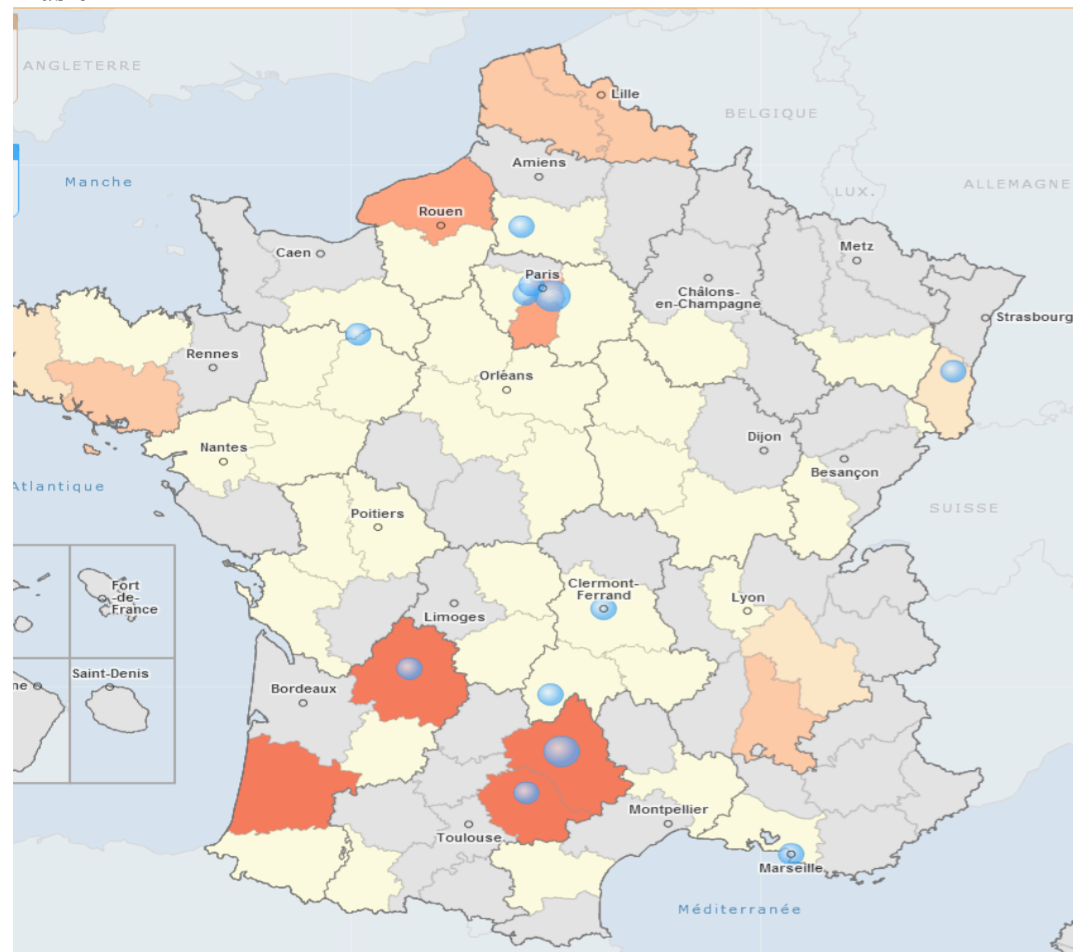 ANGLETERRE
Lille
BELGIQUE
Amiens
Manche
LUX.
ALLEMAGNE
Rouen
Caen
Metz
Paris
Châlons-
en-Champagne
Strasbourg
Rennes
Orléans
Dijon
Nantes
Besançon
Atlantique
Poitiers
SUISSE
Fort
-de-
France
Clermont-
Ferrand
Lyon
Limoges
Saint-Denis
ne
Bordeaux
Montpellier
Toulouse
Marseille
Méditerranée